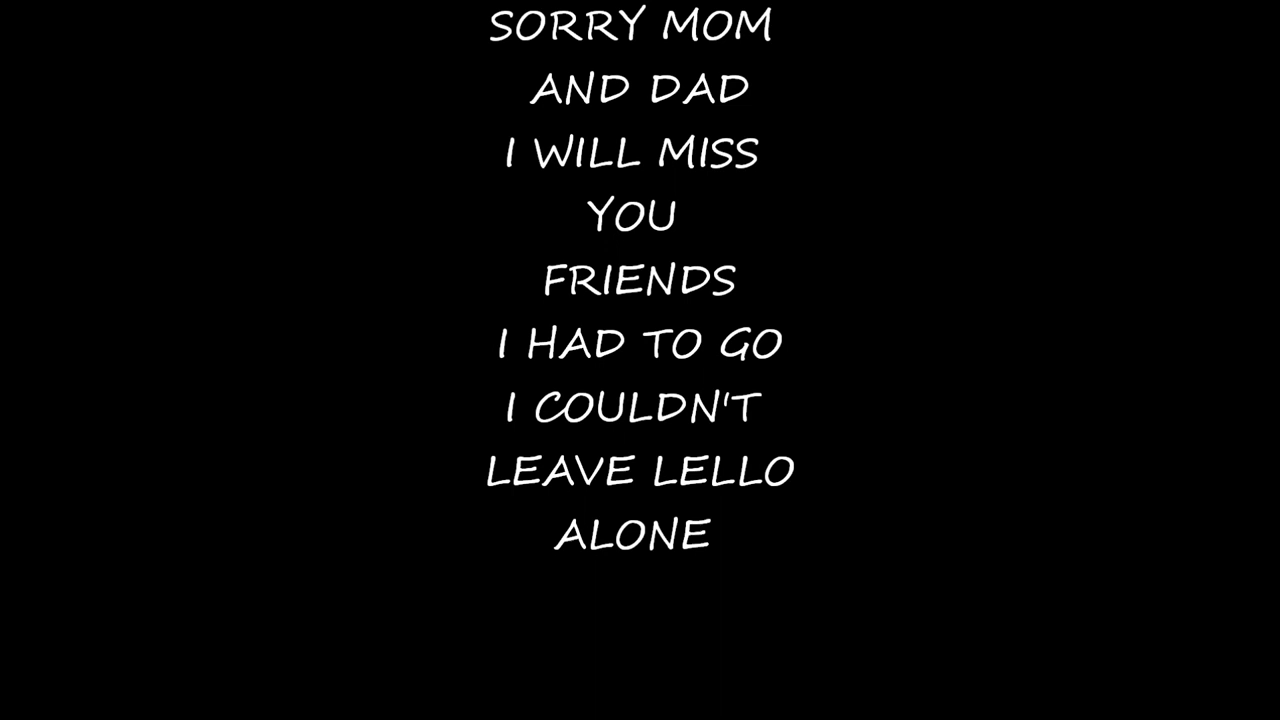 SORRY MOM
AND DAD
I WILL MISS
YOU
FRIENDS
I HAD TO GO
I COULDN'T
LEAVE LELLO
ALONE